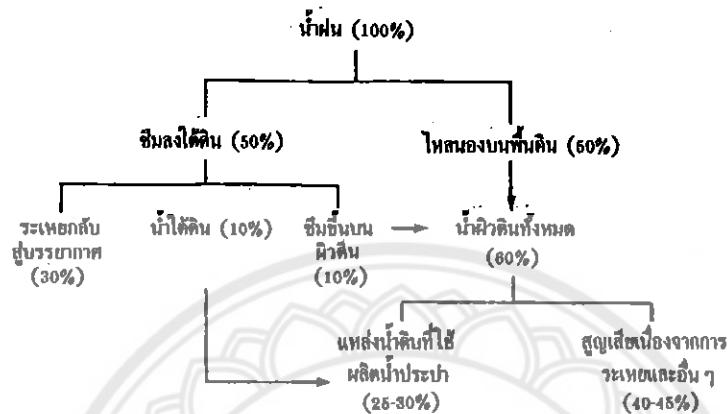 น้ำฝน (100%)
ซึมลงใต้ดิน (50%)
ไหลนองบนพื้นดิน (50%)
ระเหยกลับ
สู่บรรยากาศ
(30%)
น้ำใต้ดิน (10%)
ซึมขึ้นบน
ผิวดิน
(10%)
น้ำผิวดินทั้งหมด
(60%)
แหล่งน้ำดิบที่ใช้
ผลิตน้ำประปา
(25-30%)
สูญเสียเนื่องจากการ
ระเหยและอื่น ๆ
(40-45%)